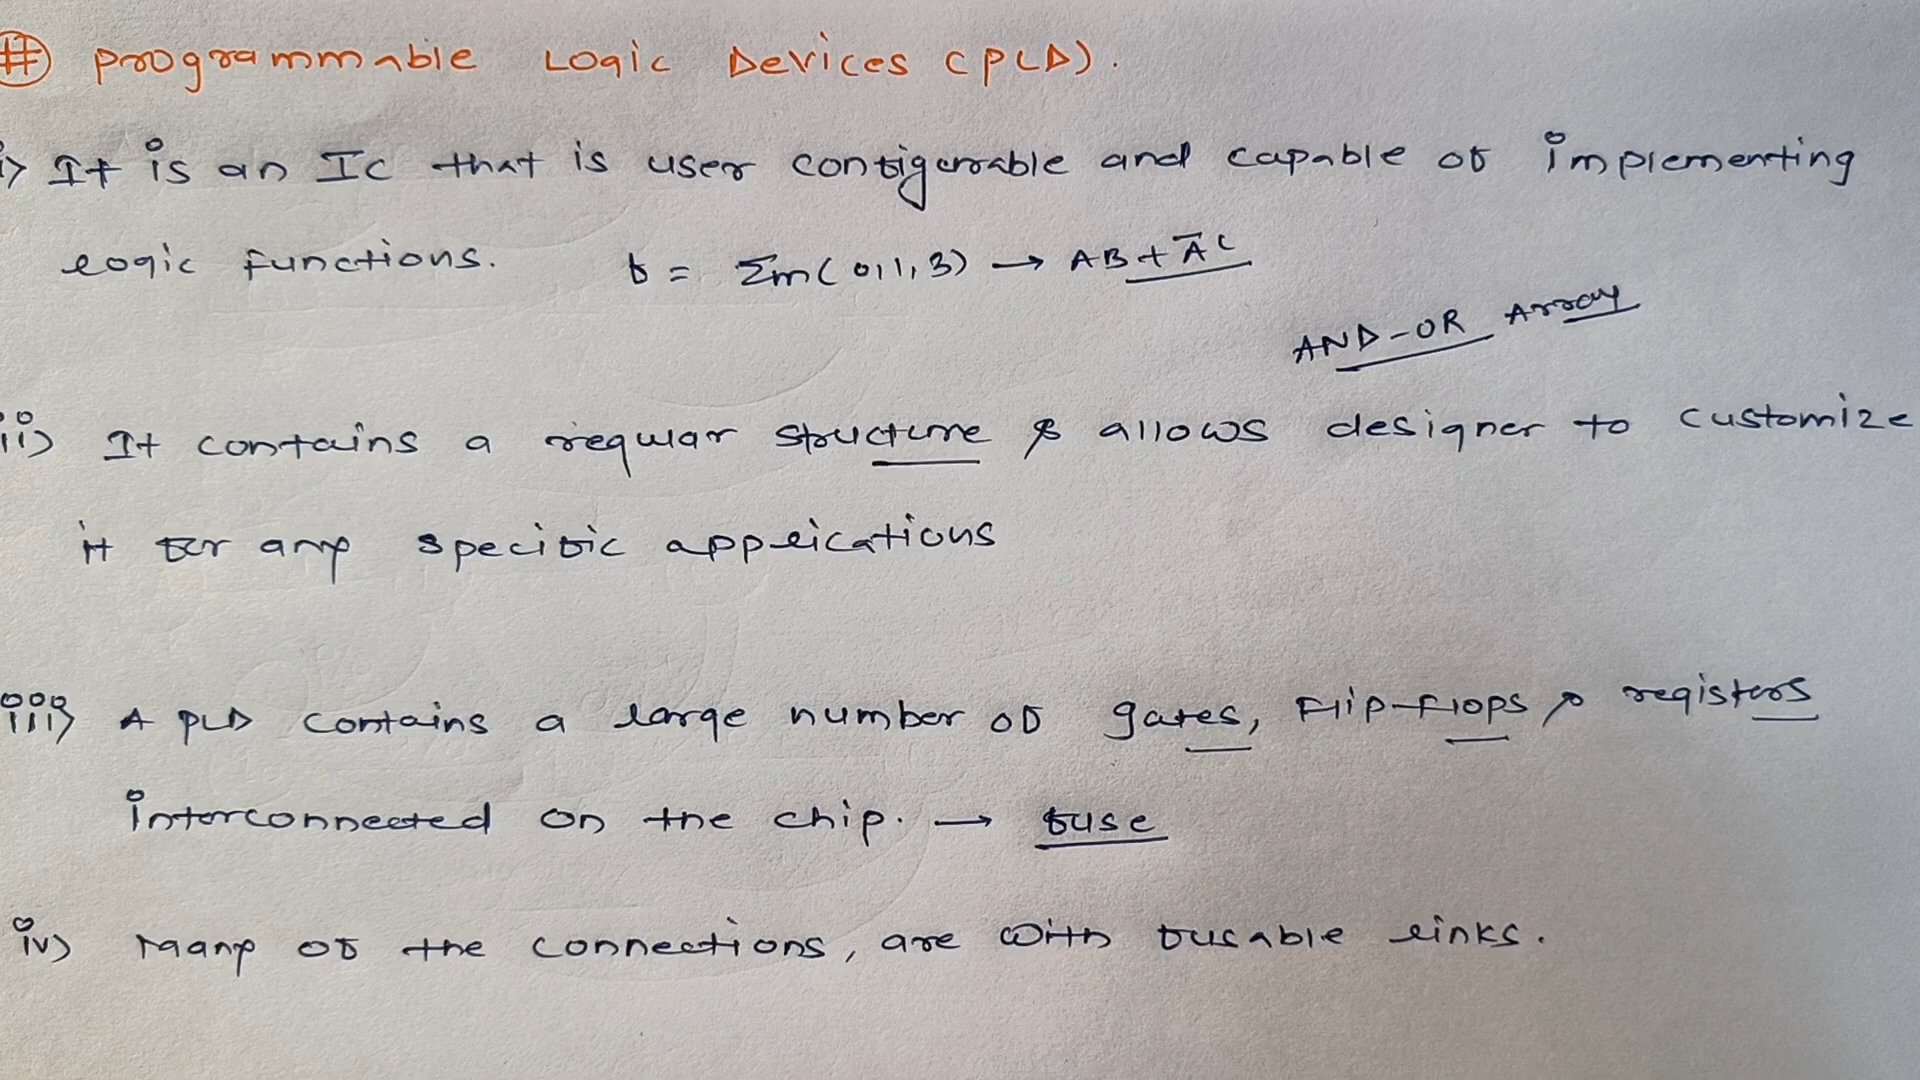 # Programmable Logic Devices (PLD).
i) It is an IC that is user configurable and capable of implementing
logic functions. f = Σm(0,1,3) → AB + A̅C
AND-OR Array
ii) It contains a regular structure & allows designer to customize
it for any specific applications
iii) A PLD contains a large number of gates, Flip-Flops & registers
interconnected on the chip. → fuse
iv) Many of the connections, are with fusable links.